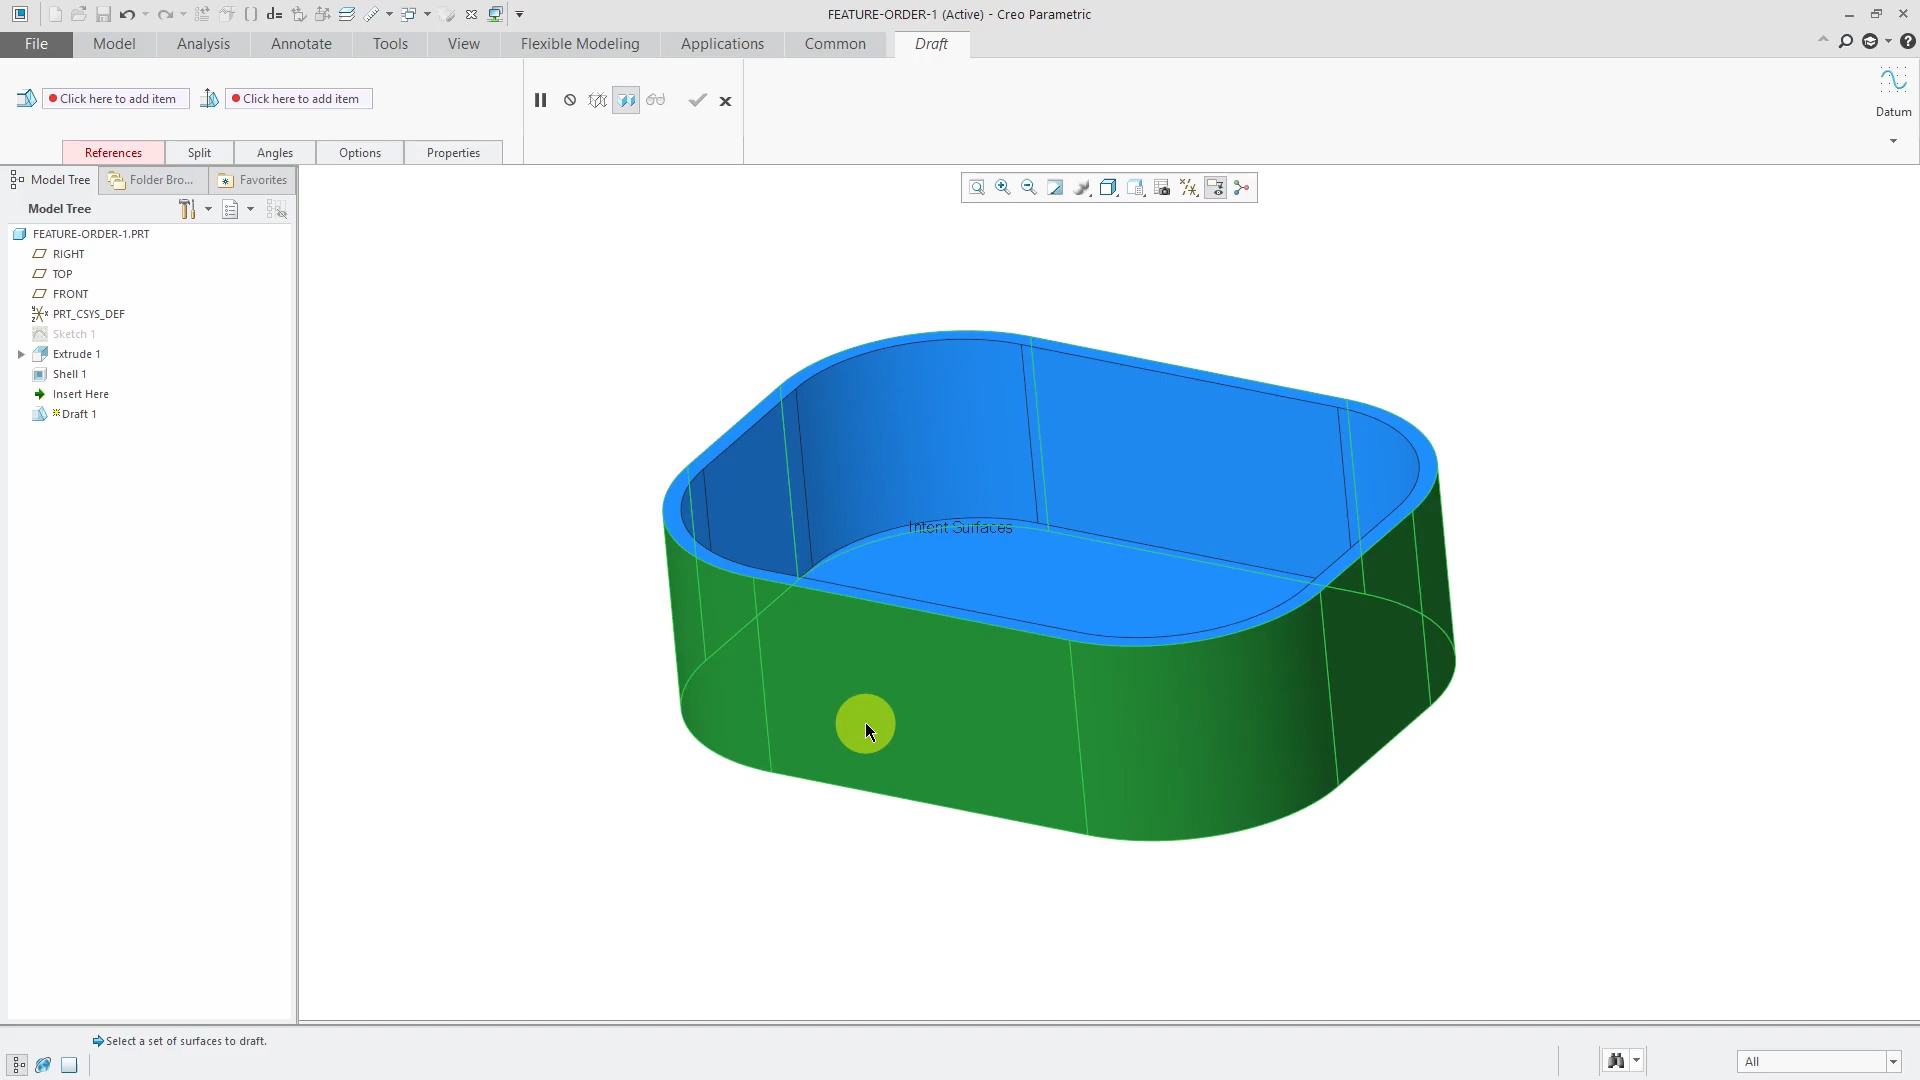 FEATURE-ORDER-1 (Active) - Creo Parametric
File Model Analysis Annotate Tools View Flexible Modeling Applications Common Draft
Click here to add item Click here to add item
Datum
References Split Angles Options Properties
Model Tree Folder Bro... Favorites
Model Tree
FEATURE-ORDER-1.PRT
RIGHT
TOP
FRONT
PRT_CSYS_DEF
Sketch 1
Extrude 1
Shell 1
Insert Here
Draft 1
Intent Surfaces
Select a set of surfaces to draft.
All